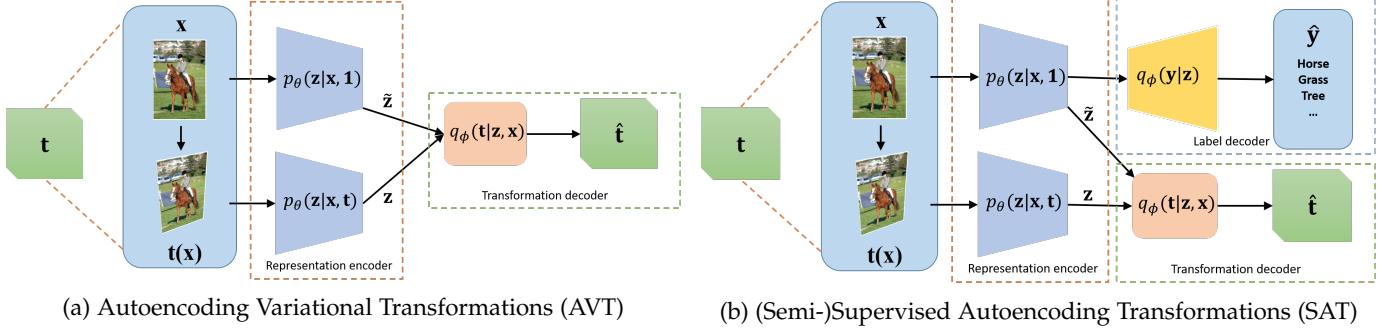 t
x
t(x)
p_θ(z|x, 1)
p_θ(z|x, t)
Representation encoder
z̃
z
q_ϕ(t|z, x)
t̂
Transformation decoder
(a) Autoencoding Variational Transformations (AVT)
t
x
t(x)
p_θ(z|x, 1)
p_θ(z|x, t)
Representation encoder
z̃
z
q_ϕ(y|z)
ŷ
Horse
Grass
Tree
...
Label decoder
q_ϕ(t|z, x)
t̂
Transformation decoder
(b) (Semi-)Supervised Autoencoding Transformations (SAT)